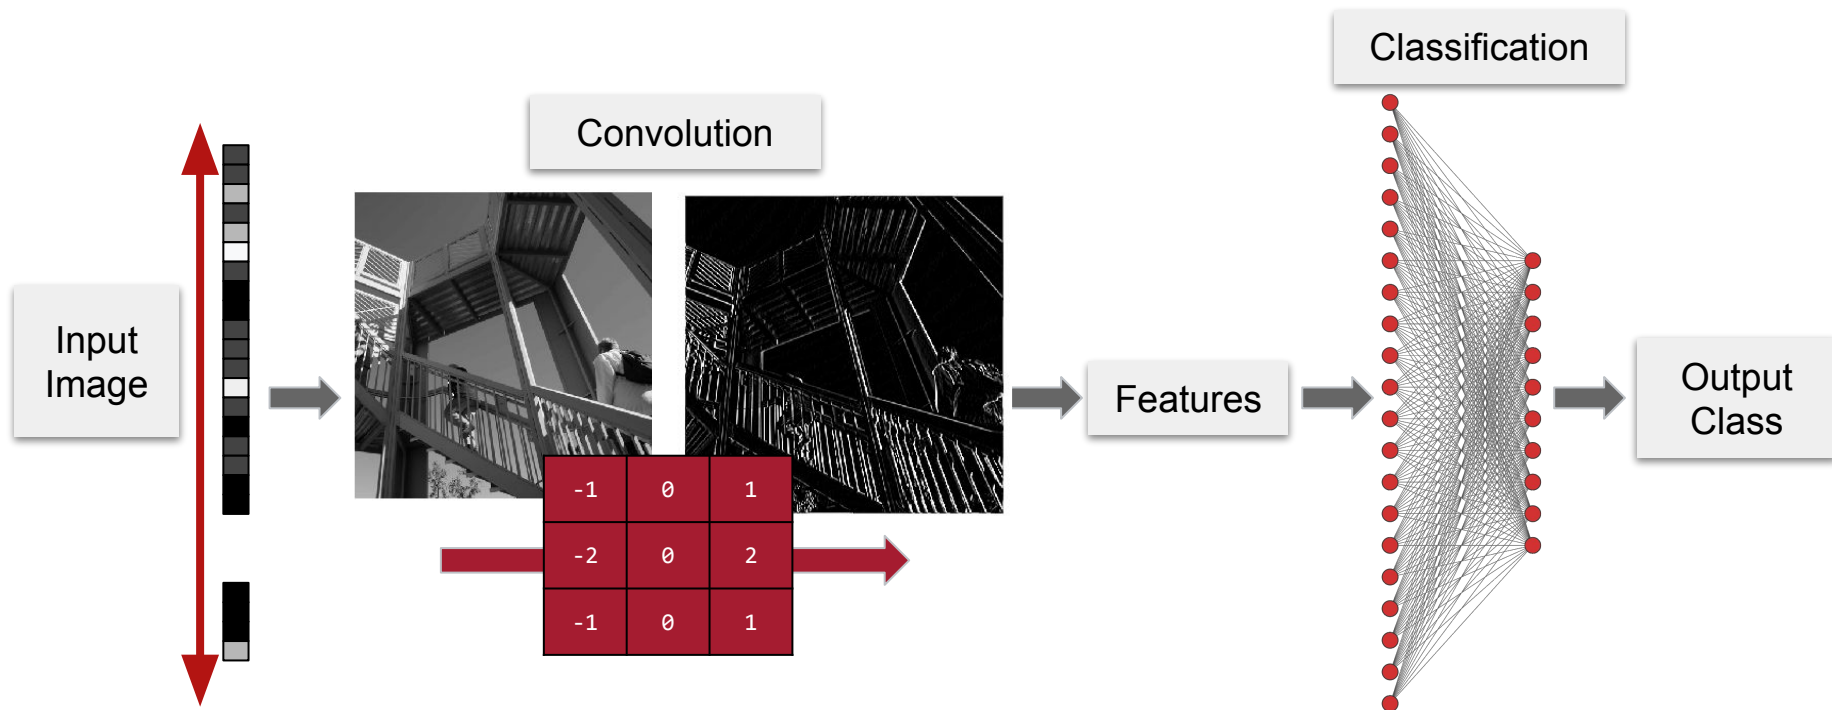 Input
Image
Convolution
-1 0 1
-2 0 2
-1 0 1
Features
Classification
Output
Class